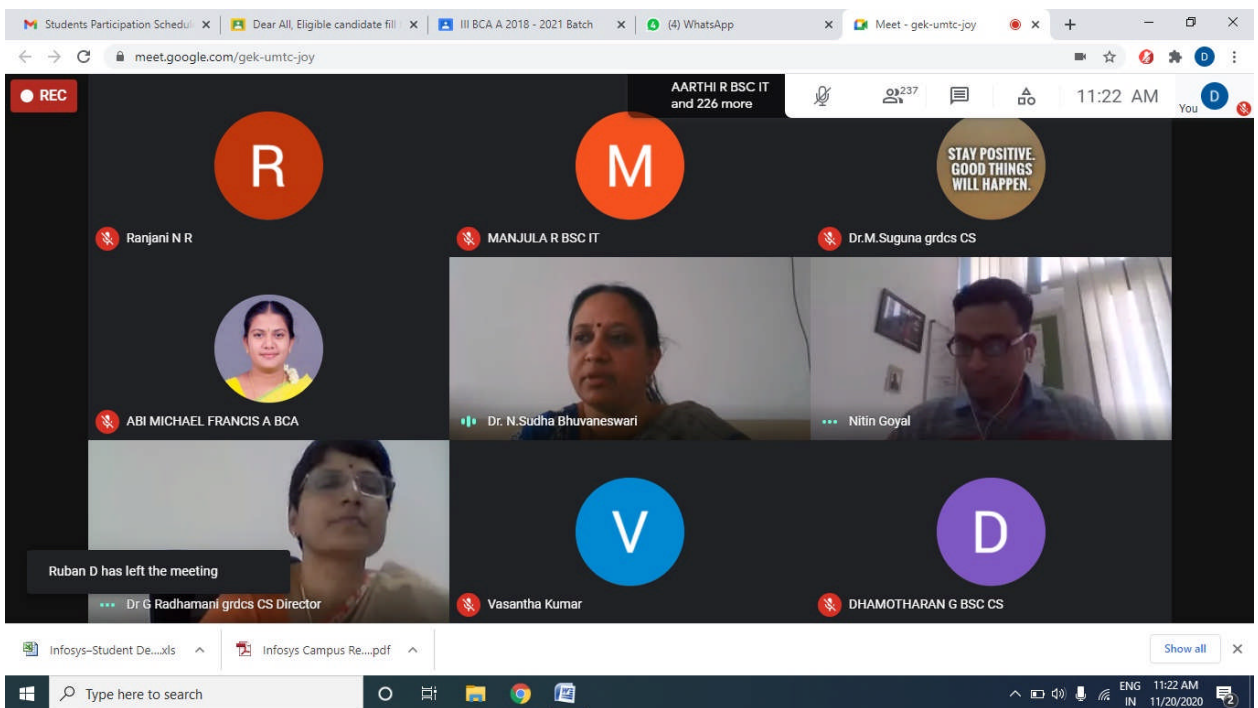 Students Participation Schedul
Dear All, Eligible candidate fill
III BCA A 2018 - 2021 Batch
(4) WhatsApp
Meet - gek-umtc-joy
meet.google.com/gek-umtc-joy
D
REC
AARTHI R BSC IT
and 226 more
237
11:22 AM
You
D
R
Ranjani N R
M
MANJULA R BSC IT
STAY POSITIVE.
GOOD THINGS
WILL HAPPEN.
Dr.M.Suguna grdcs CS
ABI MICHAEL FRANCIS A BCA
Dr. N.Sudha Bhuvaneswari
Nitin Goyal
Ruban D has left the meeting
Dr G Radhamani grdcs CS Director
V
Vasantha Kumar
D
DHAMOTHARAN G BSC CS
Infosys–Student De....xls
Infosys Campus Re....pdf
Show all
Type here to search
ENG
IN
11:22 AM
11/20/2020
2